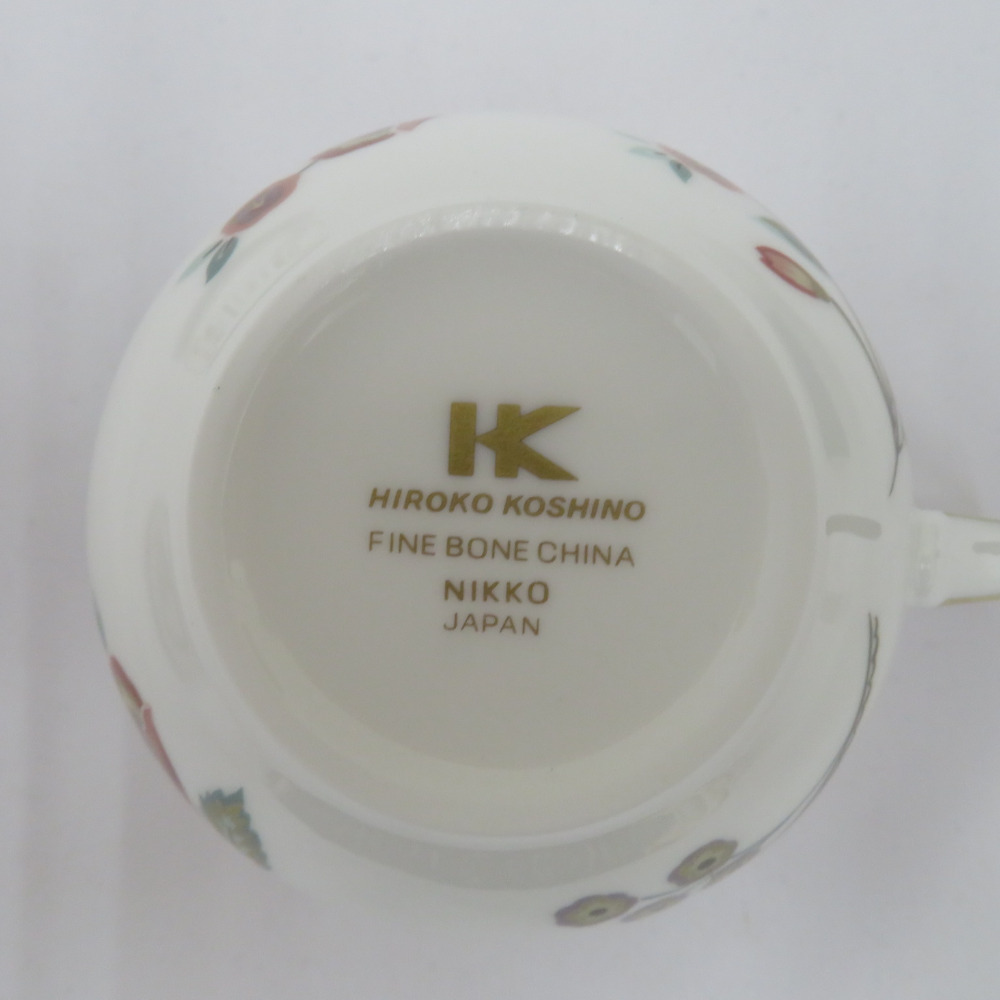 HK
HIROKO KOSHINO
FINE BONE CHINA
NIKKO
JAPAN